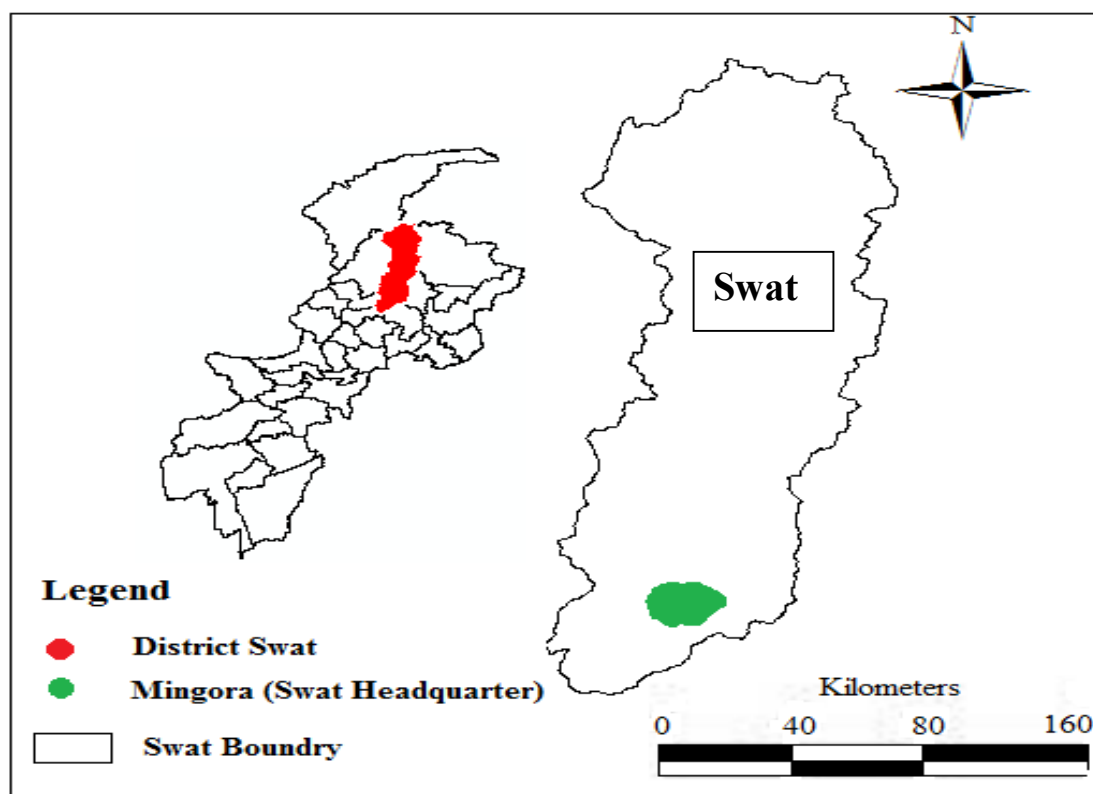 N
Swat
Legend
District Swat
Mingora (Swat Headquarter)
Swat Boundry
Kilometers
0 40 80 160